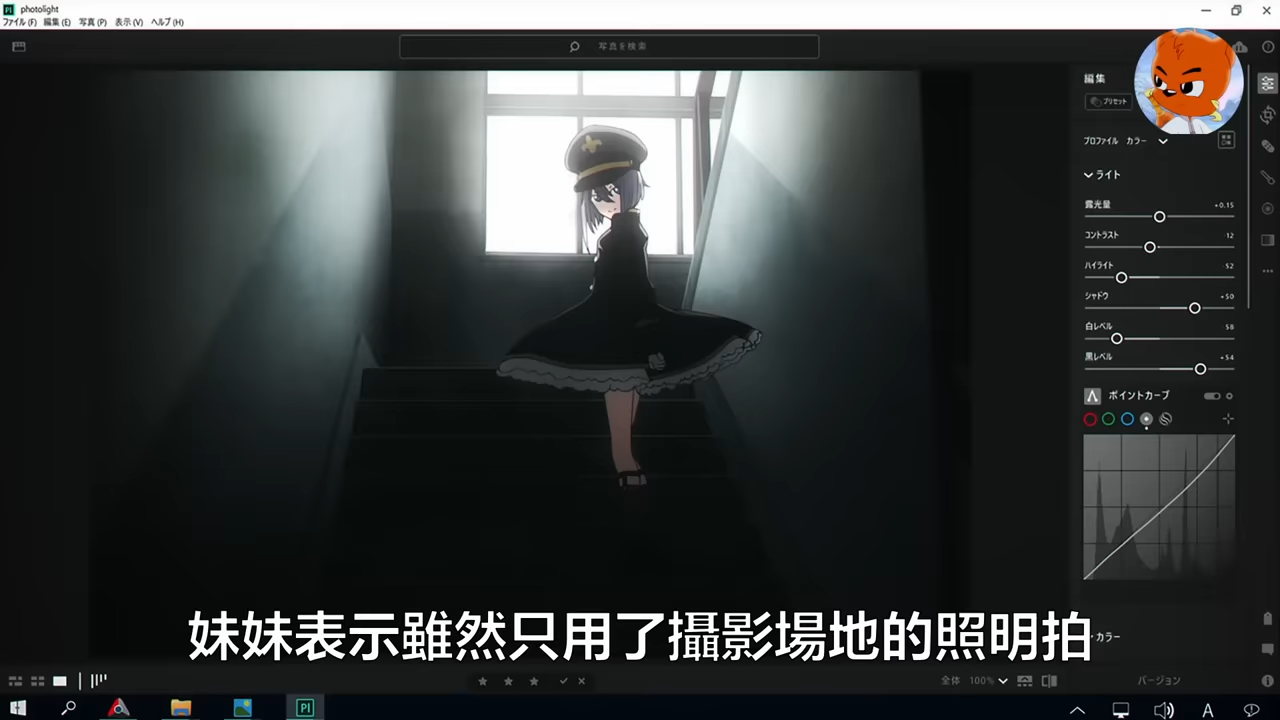 PI photolight
ファイル(F) 編集(E) 写真(P) 表示(V) ヘルプ(H)
写真を検索
編集
プリセット
プロファイル カラー
ライト
露光量 +0.15
コントラスト 12
ハイライト -52
シャドウ +50
白レベル 58
黒レベル +54
ポイントカーブ
カラー
妹妹表示雖然只用了攝影場地的照明拍
全体 100% バージョン
PI
A